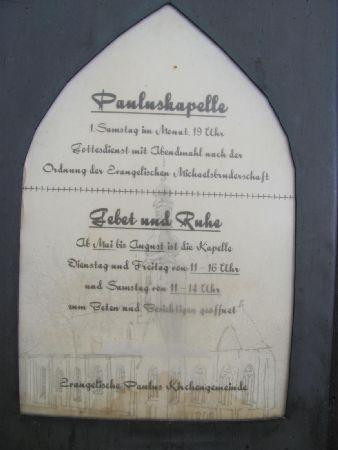 Pauluskapelle
1. Samstag im Monat, 19 Uhr
Gottesdienst mit Abendmahl nach der
Ordnung der Evangelischen Michaelsbruderschaft
Gebet und Ruhe
Ab Mai bis August ist die Kapelle
Dienstag und Freitag von 11 - 16 Uhr
und Samstag von 11 - 14 Uhr
zum Beten und Besichtigen geöffnet
Evangelische Paulus Kirchengemeinde